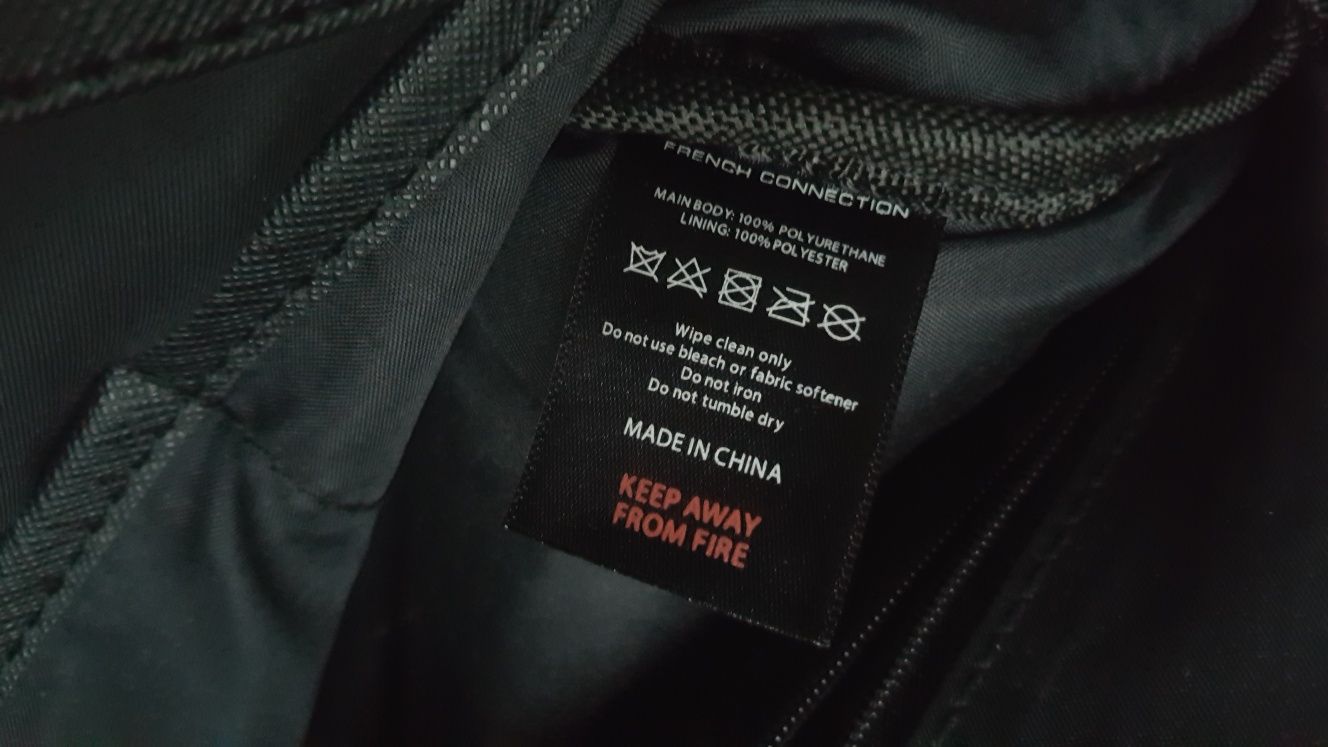 FRENCH CONNECTION
MAIN BODY: 100% POLYURETHANE
LINING: 100% POLYESTER
Wipe clean only
Do not use bleach or fabric softener
Do not iron
Do not tumble dry
MADE IN CHINA
KEEP AWAY
FROM FIRE